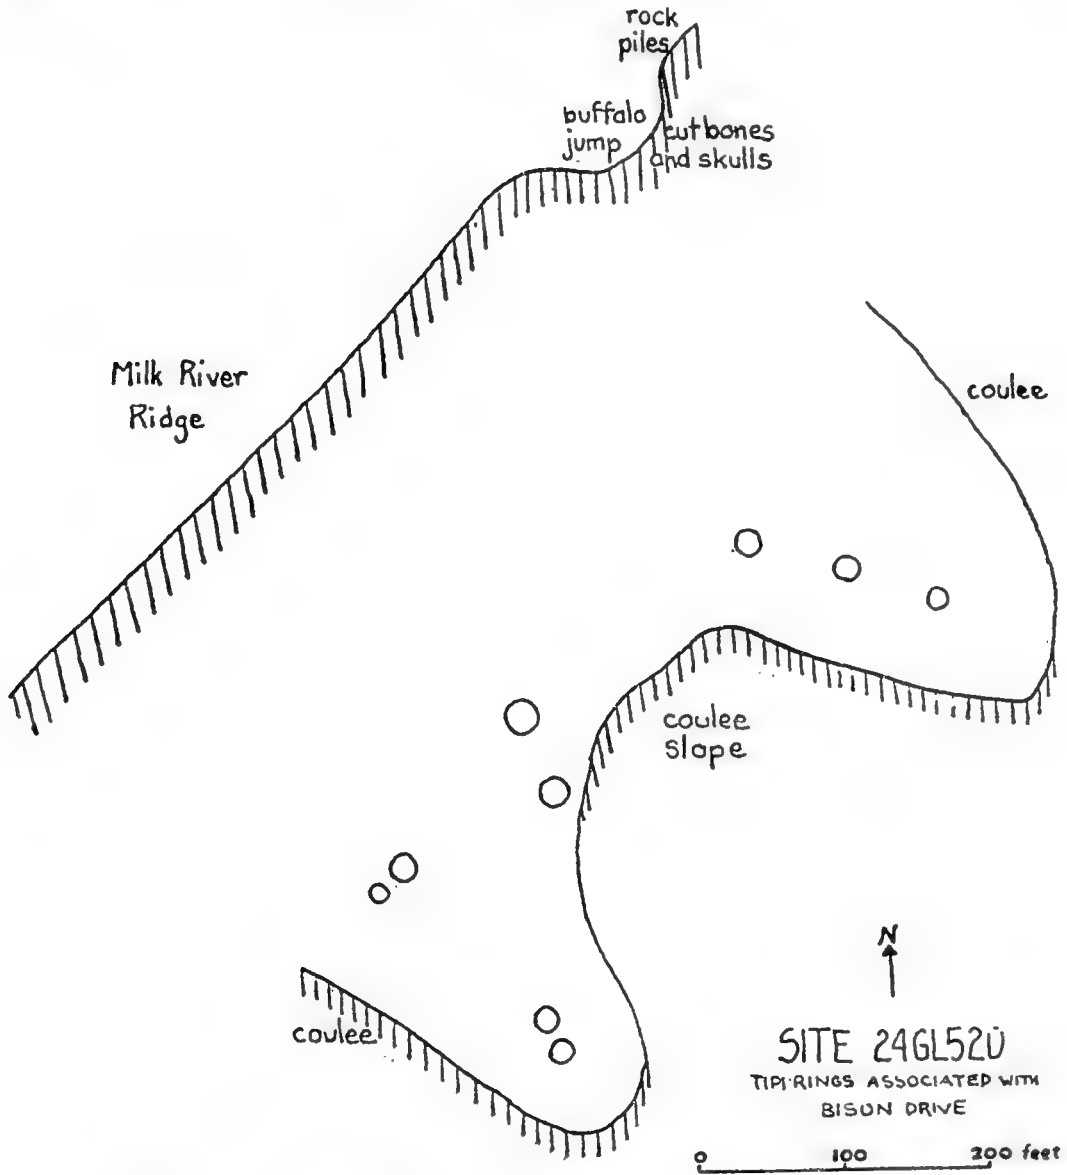 rock
piles
buffalo
jump
cut bones
and skulls
Milk River
Ridge
coulee
coulee
slope
coulee
N
SITE 24GL520
TIPI RINGS ASSOCIATED WITH
BISON DRIVE
0 100 200 feet